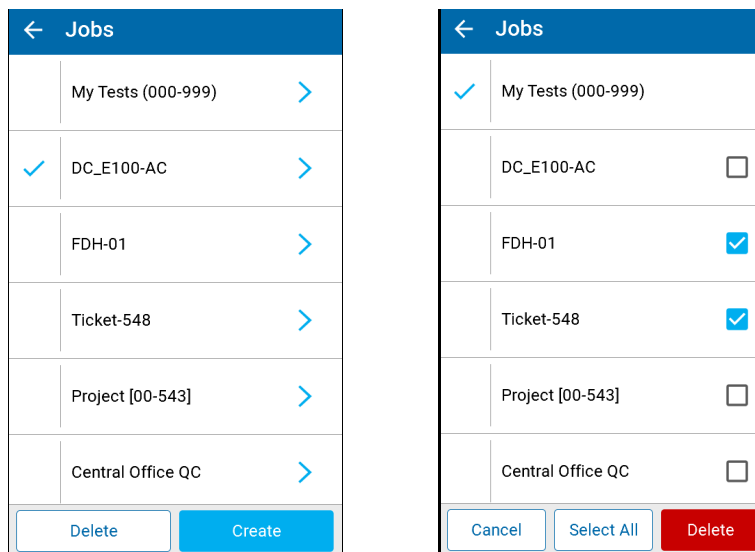 Jobs
My Tests (000-999)
DC_E100-AC
FDH-01
Ticket-548
Project [00-543]
Central Office QC
Delete
Create
Jobs
My Tests (000-999)
DC_E100-AC
FDH-01
Ticket-548
Project [00-543]
Central Office QC
Cancel
Select All
Delete